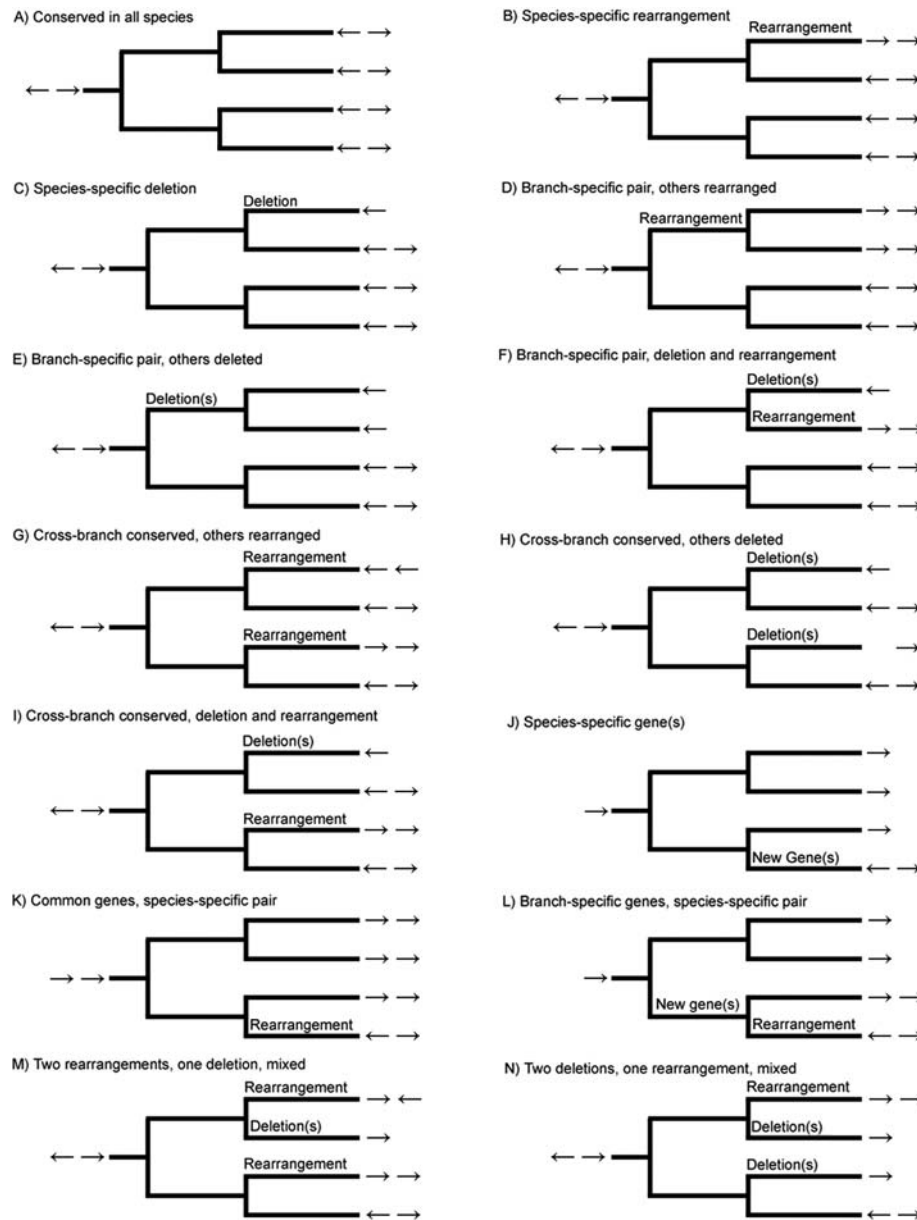 A) Conserved in all species
B) Species-specific rearrangement
Rearrangement
C) Species-specific deletion
Deletion
D) Branch-specific pair, others rearranged
Rearrangement
E) Branch-specific pair, others deleted
Deletion(s)
F) Branch-specific pair, deletion and rearrangement
Deletion(s)
Rearrangement
G) Cross-branch conserved, others rearranged
Rearrangement
Rearrangement
H) Cross-branch conserved, others deleted
Deletion(s)
Deletion(s)
I) Cross-branch conserved, deletion and rearrangement
Deletion(s)
Rearrangement
J) Species-specific gene(s)
New Gene(s)
K) Common genes, species-specific pair
Rearrangement
L) Branch-specific genes, species-specific pair
New gene(s)
Rearrangement
M) Two rearrangements, one deletion, mixed
Rearrangement
Deletion(s)
Rearrangement
N) Two deletions, one rearrangement, mixed
Rearrangement
Deletion(s)
Deletion(s)